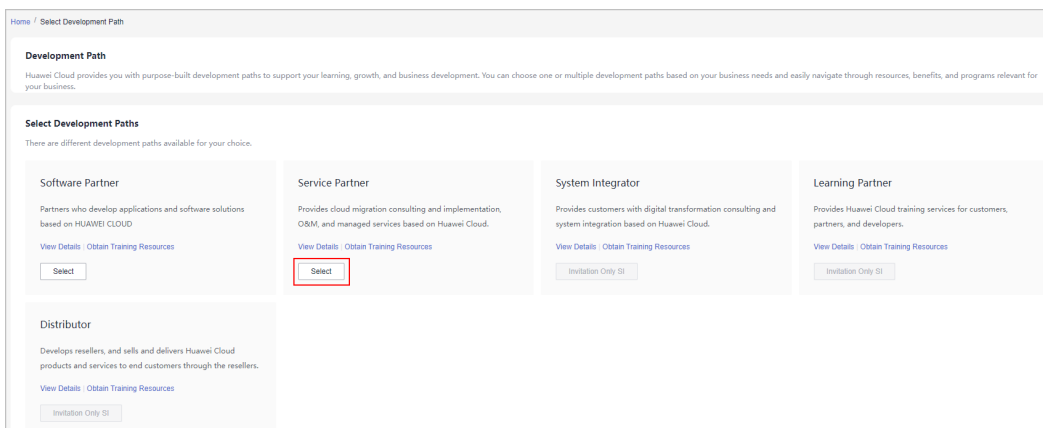 Home / Select Development Path
Development Path
Huawei Cloud provides you with purpose-built development paths to support your learning, growth, and business development. You can choose one or multiple development paths based on your business needs and easily navigate through resources, benefits, and programs relevant for
your business.
Select Development Paths
There are different development paths available for your choice.
Software Partner
Partners who develop applications and software solutions
based on HUAWEI CLOUD
View Details | Obtain Training Resources
Select
Service Partner
Provides cloud migration consulting and implementation,
O&M, and managed services based on Huawei Cloud.
View Details | Obtain Training Resources
Select
System Integrator
Provides customers with digital transformation consulting and
system integration based on Huawei Cloud.
View Details | Obtain Training Resources
Invitation Only SI
Learning Partner
Provides Huawei Cloud training services for customers,
partners, and developers.
View Details | Obtain Training Resources
Invitation Only SI
Distributor
Develops resellers, and sells and delivers Huawei Cloud
products and services to end customers through the resellers.
View Details | Obtain Training Resources
Invitation Only SI